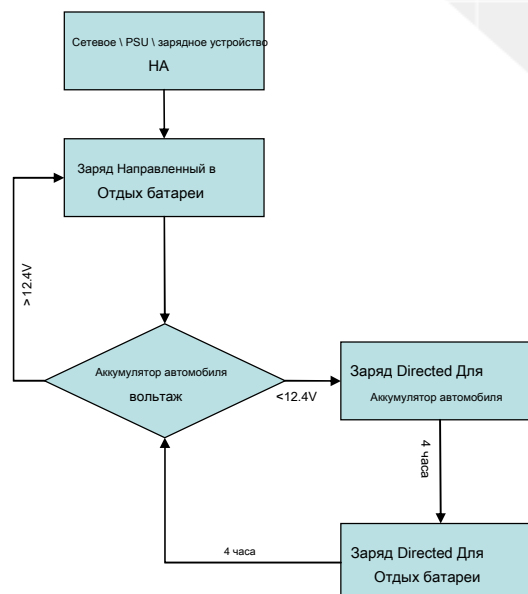 Сетевое \ PSU \ зарядное устройство
НА
Заряд Направленный в
Отдых батареи
> 12.4V
Аккумулятор автомобиля
вольтаж
<12.4V
Заряд Directed Для
Аккумулятор автомобиля
4 часа
4 часа
Заряд Directed Для
Отдых батареи